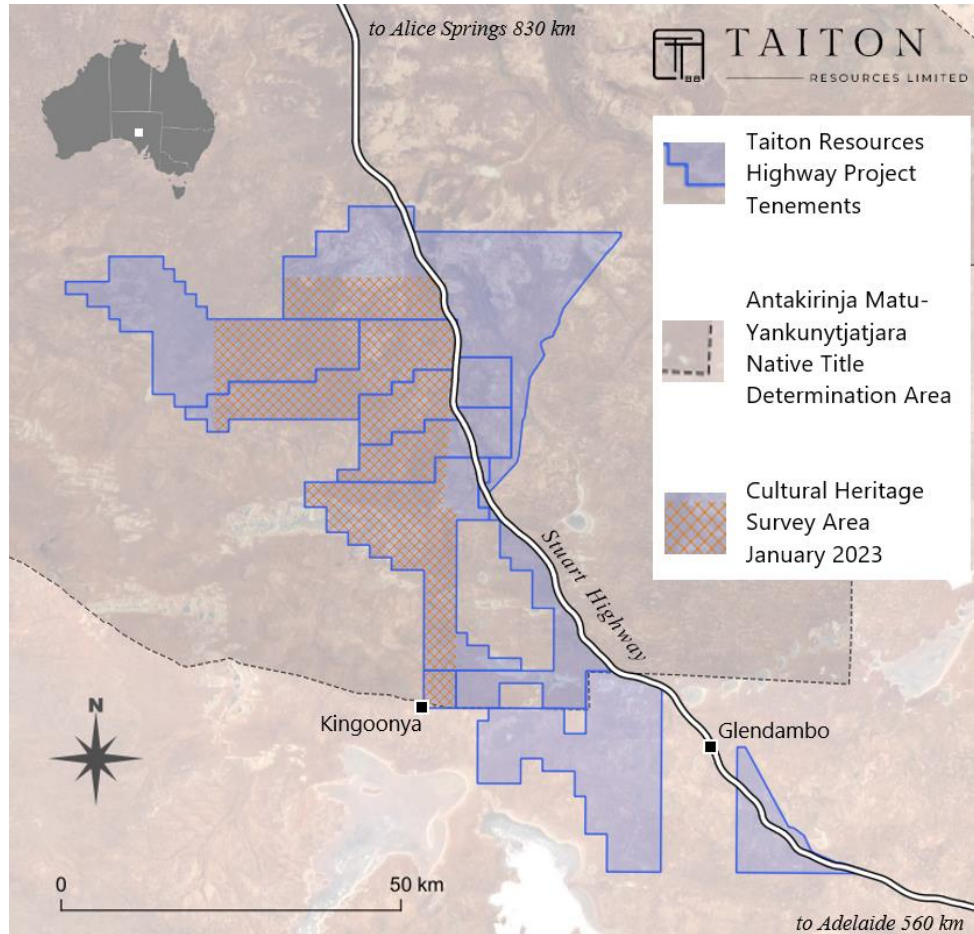 to Alice Springs 830 km
TAITON
RESOURCES LIMITED
Taiton Resources
Highway Project
Tenements
Antakirinja Matu-
Yankunytjatjara
Native Title
Determination Area
Cultural Heritage
Survey Area
January 2023
Stuart Highway
N
Kingoonya
Glendambo
0 50 km
to Adelaide 560 km